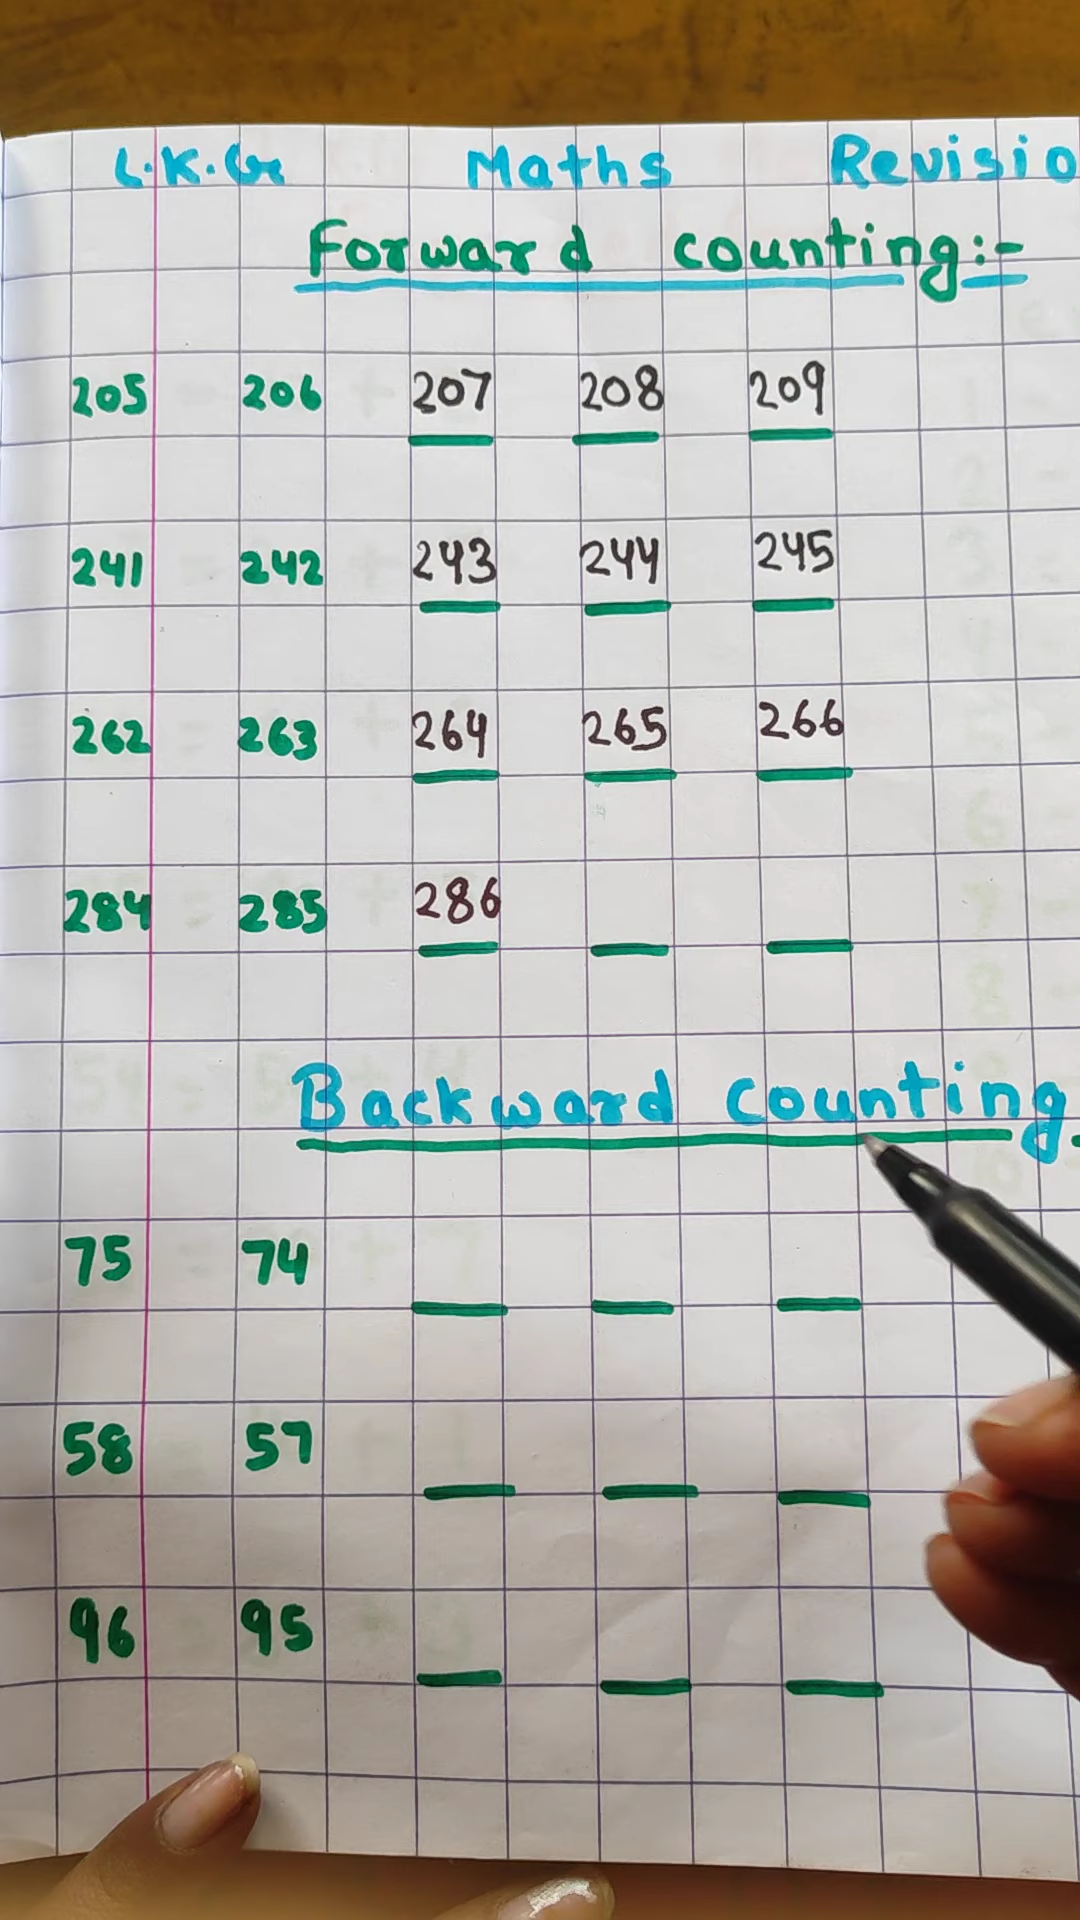 L.K.G Maths Revisio
Forward counting:-
205 206 207 208 209
241 242 243 244 245
262 263 264 265 266
284 285 286
Backward counting.
75 74
58 57
96 95